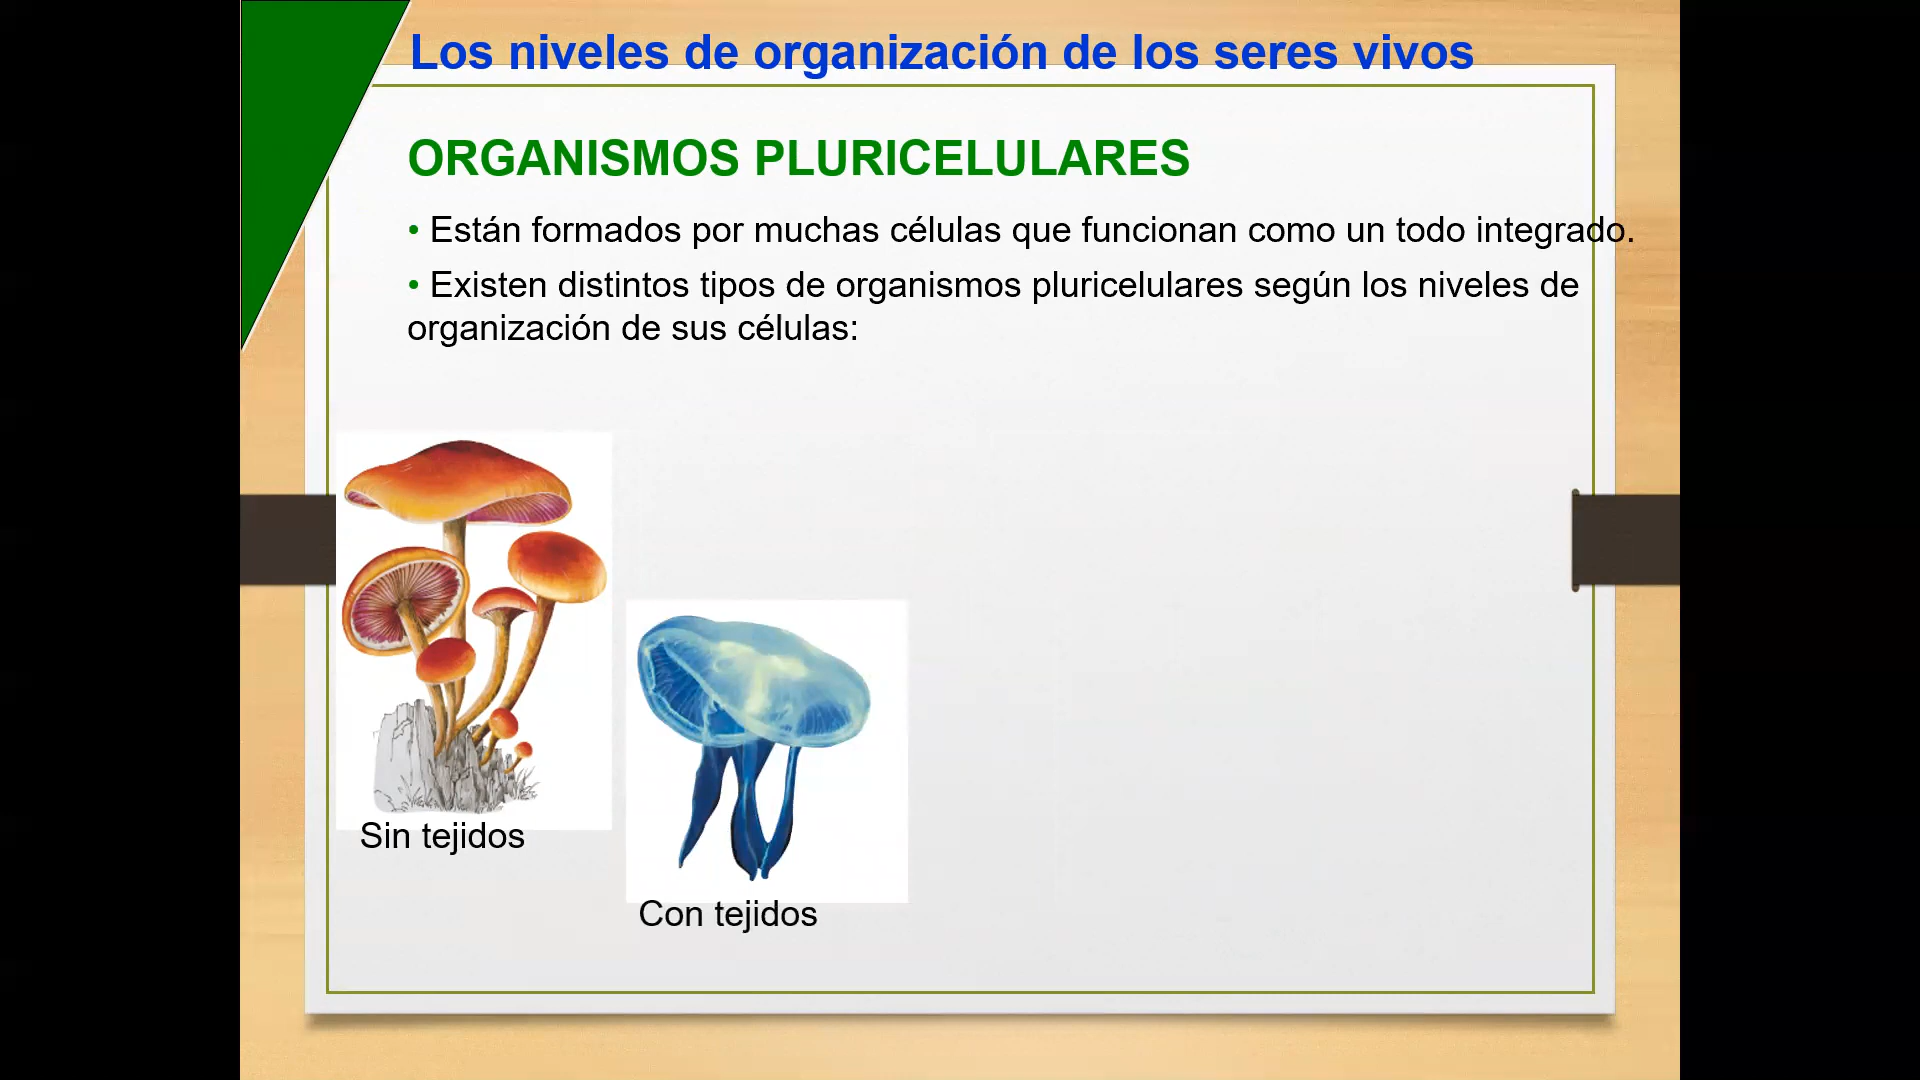 Los niveles de organización de los seres vivos
ORGANISMOS PLURICELULARES
• Están formados por muchas células que funcionan como un todo integrado.
• Existen distintos tipos de organismos pluricelulares según los niveles de
organización de sus células:
Sin tejidos
Con tejidos